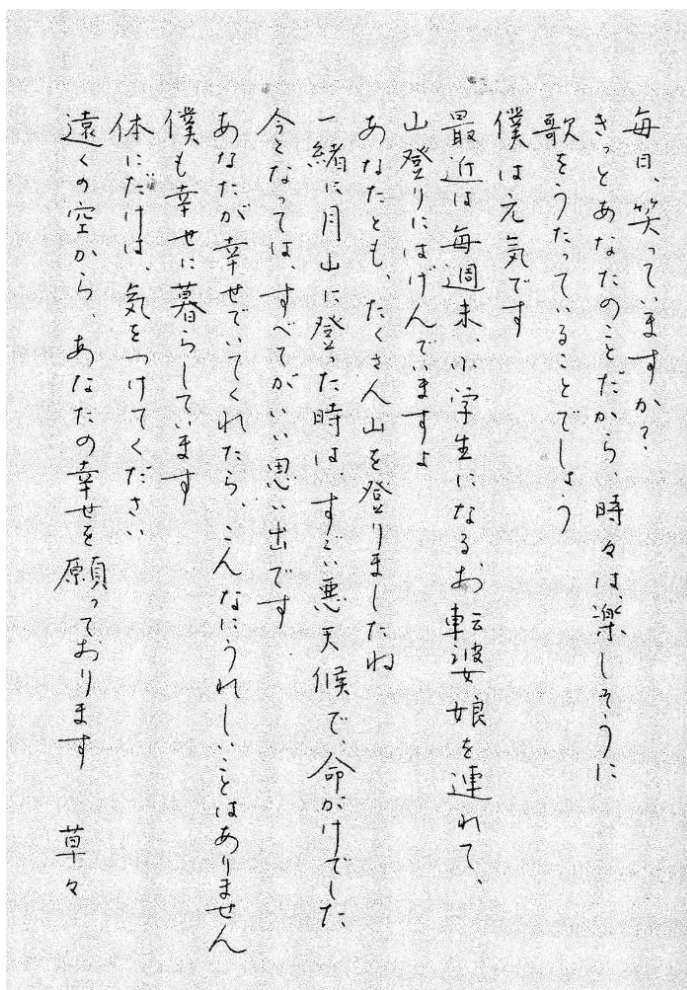 毎日、笑ってますか？
きっとあなたのことだから、時々は楽しそうに
歌をうたっているとでしょう
僕は元気です
最近は毎週末、小学生になるお転婆娘を連れて、
山登りにはげんでますよ
あなたとも、たくさん山を登りましたね
一緒に月山に登た時はすごい悪天候で命がけでした
今となっては、すべてがいい思い出です
あなたが幸せでいてくれたら、こんなにうれしいことはありません
僕も幸せに暮らしています
体にだけは、気をつけてください
遠くの空から、あなたの幸せを願っております　草々